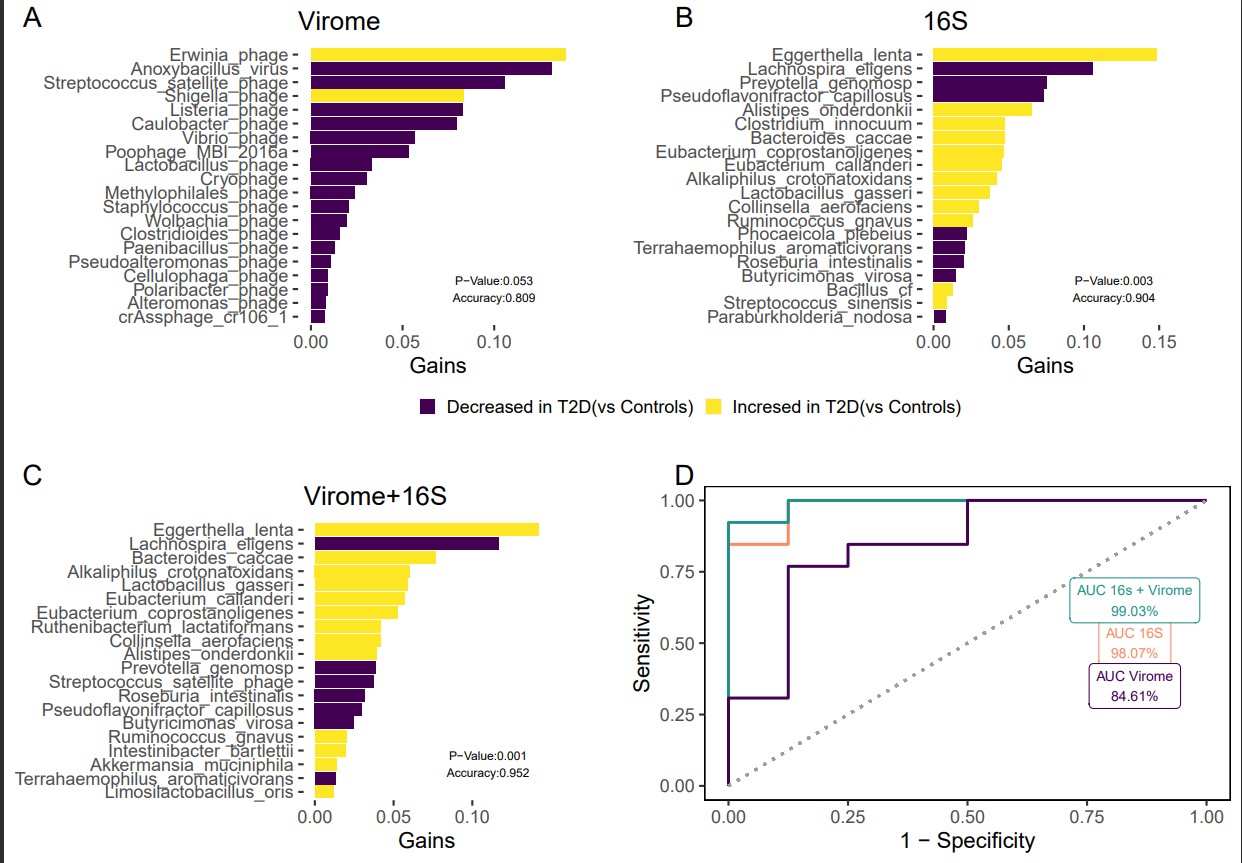 A
Virome
Erwinia_phage
Anoxybacillus_virus
Streptococcus_satellite_phage
Shigella_phage
Listeria_phage
Caulobacter_phage
Vibrio_phage
Poophage_MBI_2016a
Lactobacillus_phage
Cryophage
Methylophilales_phage
Staphylococcus_phage
Wolbachia_phage
Clostridioides_phage
Paenibacillus_phage
Pseudoalteromonas_phage
Cellulophaga_phage
Polaribacter_phage
Alteromonas_phage
crAssphage_cr106_1
P−Value:0.053
Accuracy:0.809
0.00 0.05 0.10
Gains
B
16S
Eggerthella_lenta
Lachnospira_eligens
Prevotella_genomosp
Pseudoflavonifractor_capillosus
Alistipes_onderdonkii
Clostridium_innocuum
Bacteroides_caccae
Eubacterium_coprostanoligenes
Eubacterium_callanderi
Alkaliphilus_crotonatoxidans
Lactobacillus_gasseri
Collinsella_aerofaciens
Ruminococcus_gnavus
Phocaeicola_plebeius
Terrahaemophilus_aromaticivorans
Roseburia_intestinalis
Butyricimonas_virosa
Bacillus_cf
Streptococcus_sinensis
Paraburkholderia_nodosa
P−Value:0.003
Accuracy:0.904
0.00 0.05 0.10 0.15
Gains
Decreased in T2D(vs Controls) Incresed in T2D(vs Controls)
C
Virome+16S
Eggerthella_lenta
Lachnospira_eligens
Bacteroides_caccae
Alkaliphilus_crotonatoxidans
Lactobacillus_gasseri
Eubacterium_callanderi
Eubacterium_coprostanoligenes
Ruthenibacterium_lactatiformans
Collinsella_aerofaciens
Alistipes_onderdonkii
Prevotella_genomosp
Streptococcus_satellite_phage
Roseburia_intestinalis
Pseudoflavonifractor_capillosus
Butyricimonas_virosa
Ruminococcus_gnavus
Intestinibacter_bartlettii
Akkermansia_muciniphila
Terrahaemophilus_aromaticivorans
Limosilactobacillus_oris
P−Value:0.001
Accuracy:0.952
0.00 0.05 0.10
Gains
D
1.00
0.75
0.50
0.25
0.00
Sensitivity
AUC 16s + Virome
99.03%
AUC 16S
98.07%
AUC Virome
84.61%
0.00 0.25 0.50 0.75 1.00
1 − Specificity